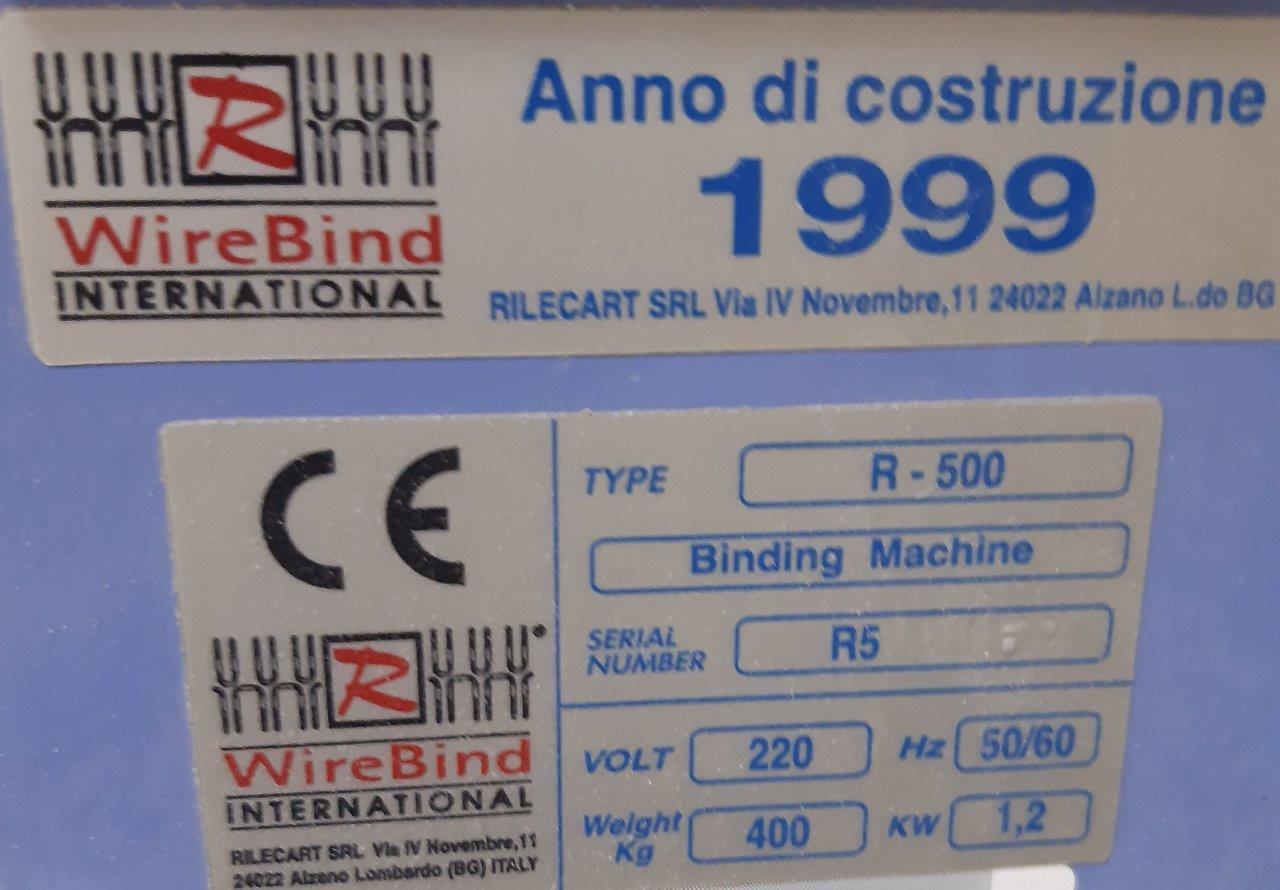 R
WireBind
INTERNATIONAL
Anno di costruzione
1999
RILECART SRL Via IV Novembre,11 24022 Alzano L.do BG
CE
R
WireBind
INTERNATIONAL
RILECART SRL Via IV Novembre,11
24022 Alzano Lombardo (BG) ITALY
TYPE R - 500
Binding Machine
SERIAL NUMBER R5
VOLT 220 Hz 50/60
Weight Kg 400 KW 1,2